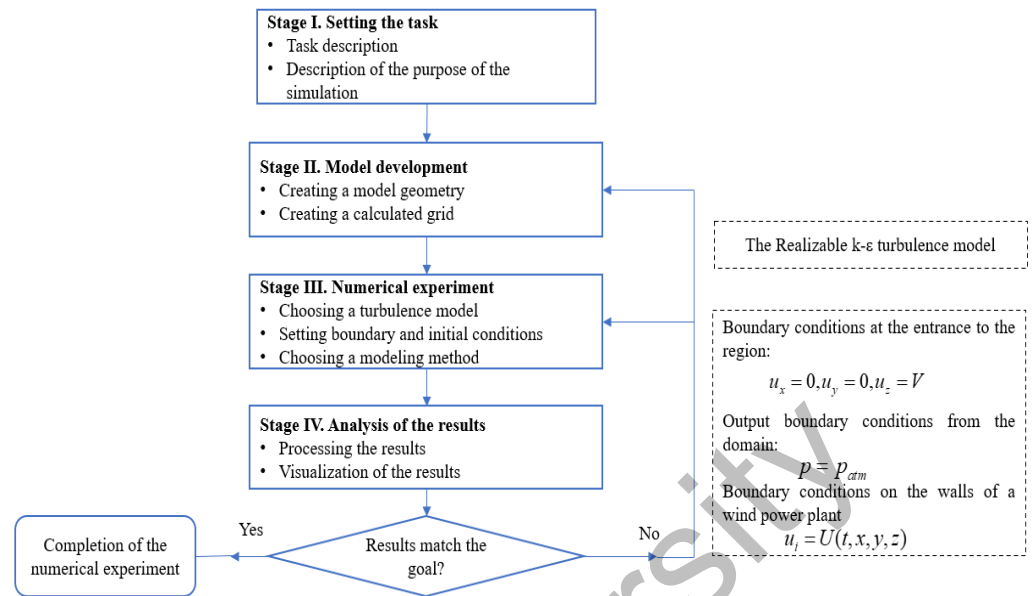 Stage I. Setting the task
• Task description
• Description of the purpose of the
simulation
Stage II. Model development
• Creating a model geometry
• Creating a calculated grid
Stage III. Numerical experiment
• Choosing a turbulence model
• Setting boundary and initial conditions
• Choosing a modeling method
Stage IV. Analysis of the results
• Processing the results
• Visualization of the results
Results match the
goal?
Yes
No
Completion of the
numerical experiment
The Realizable k-ε turbulence model
Boundary conditions at the entrance to the
region:
u_x = 0, u_y = 0, u_z = V
Output boundary conditions from the
domain:
p = p_atm
Boundary conditions on the walls of a
wind power plant
u_i = U(t, x, y, z)
ersity